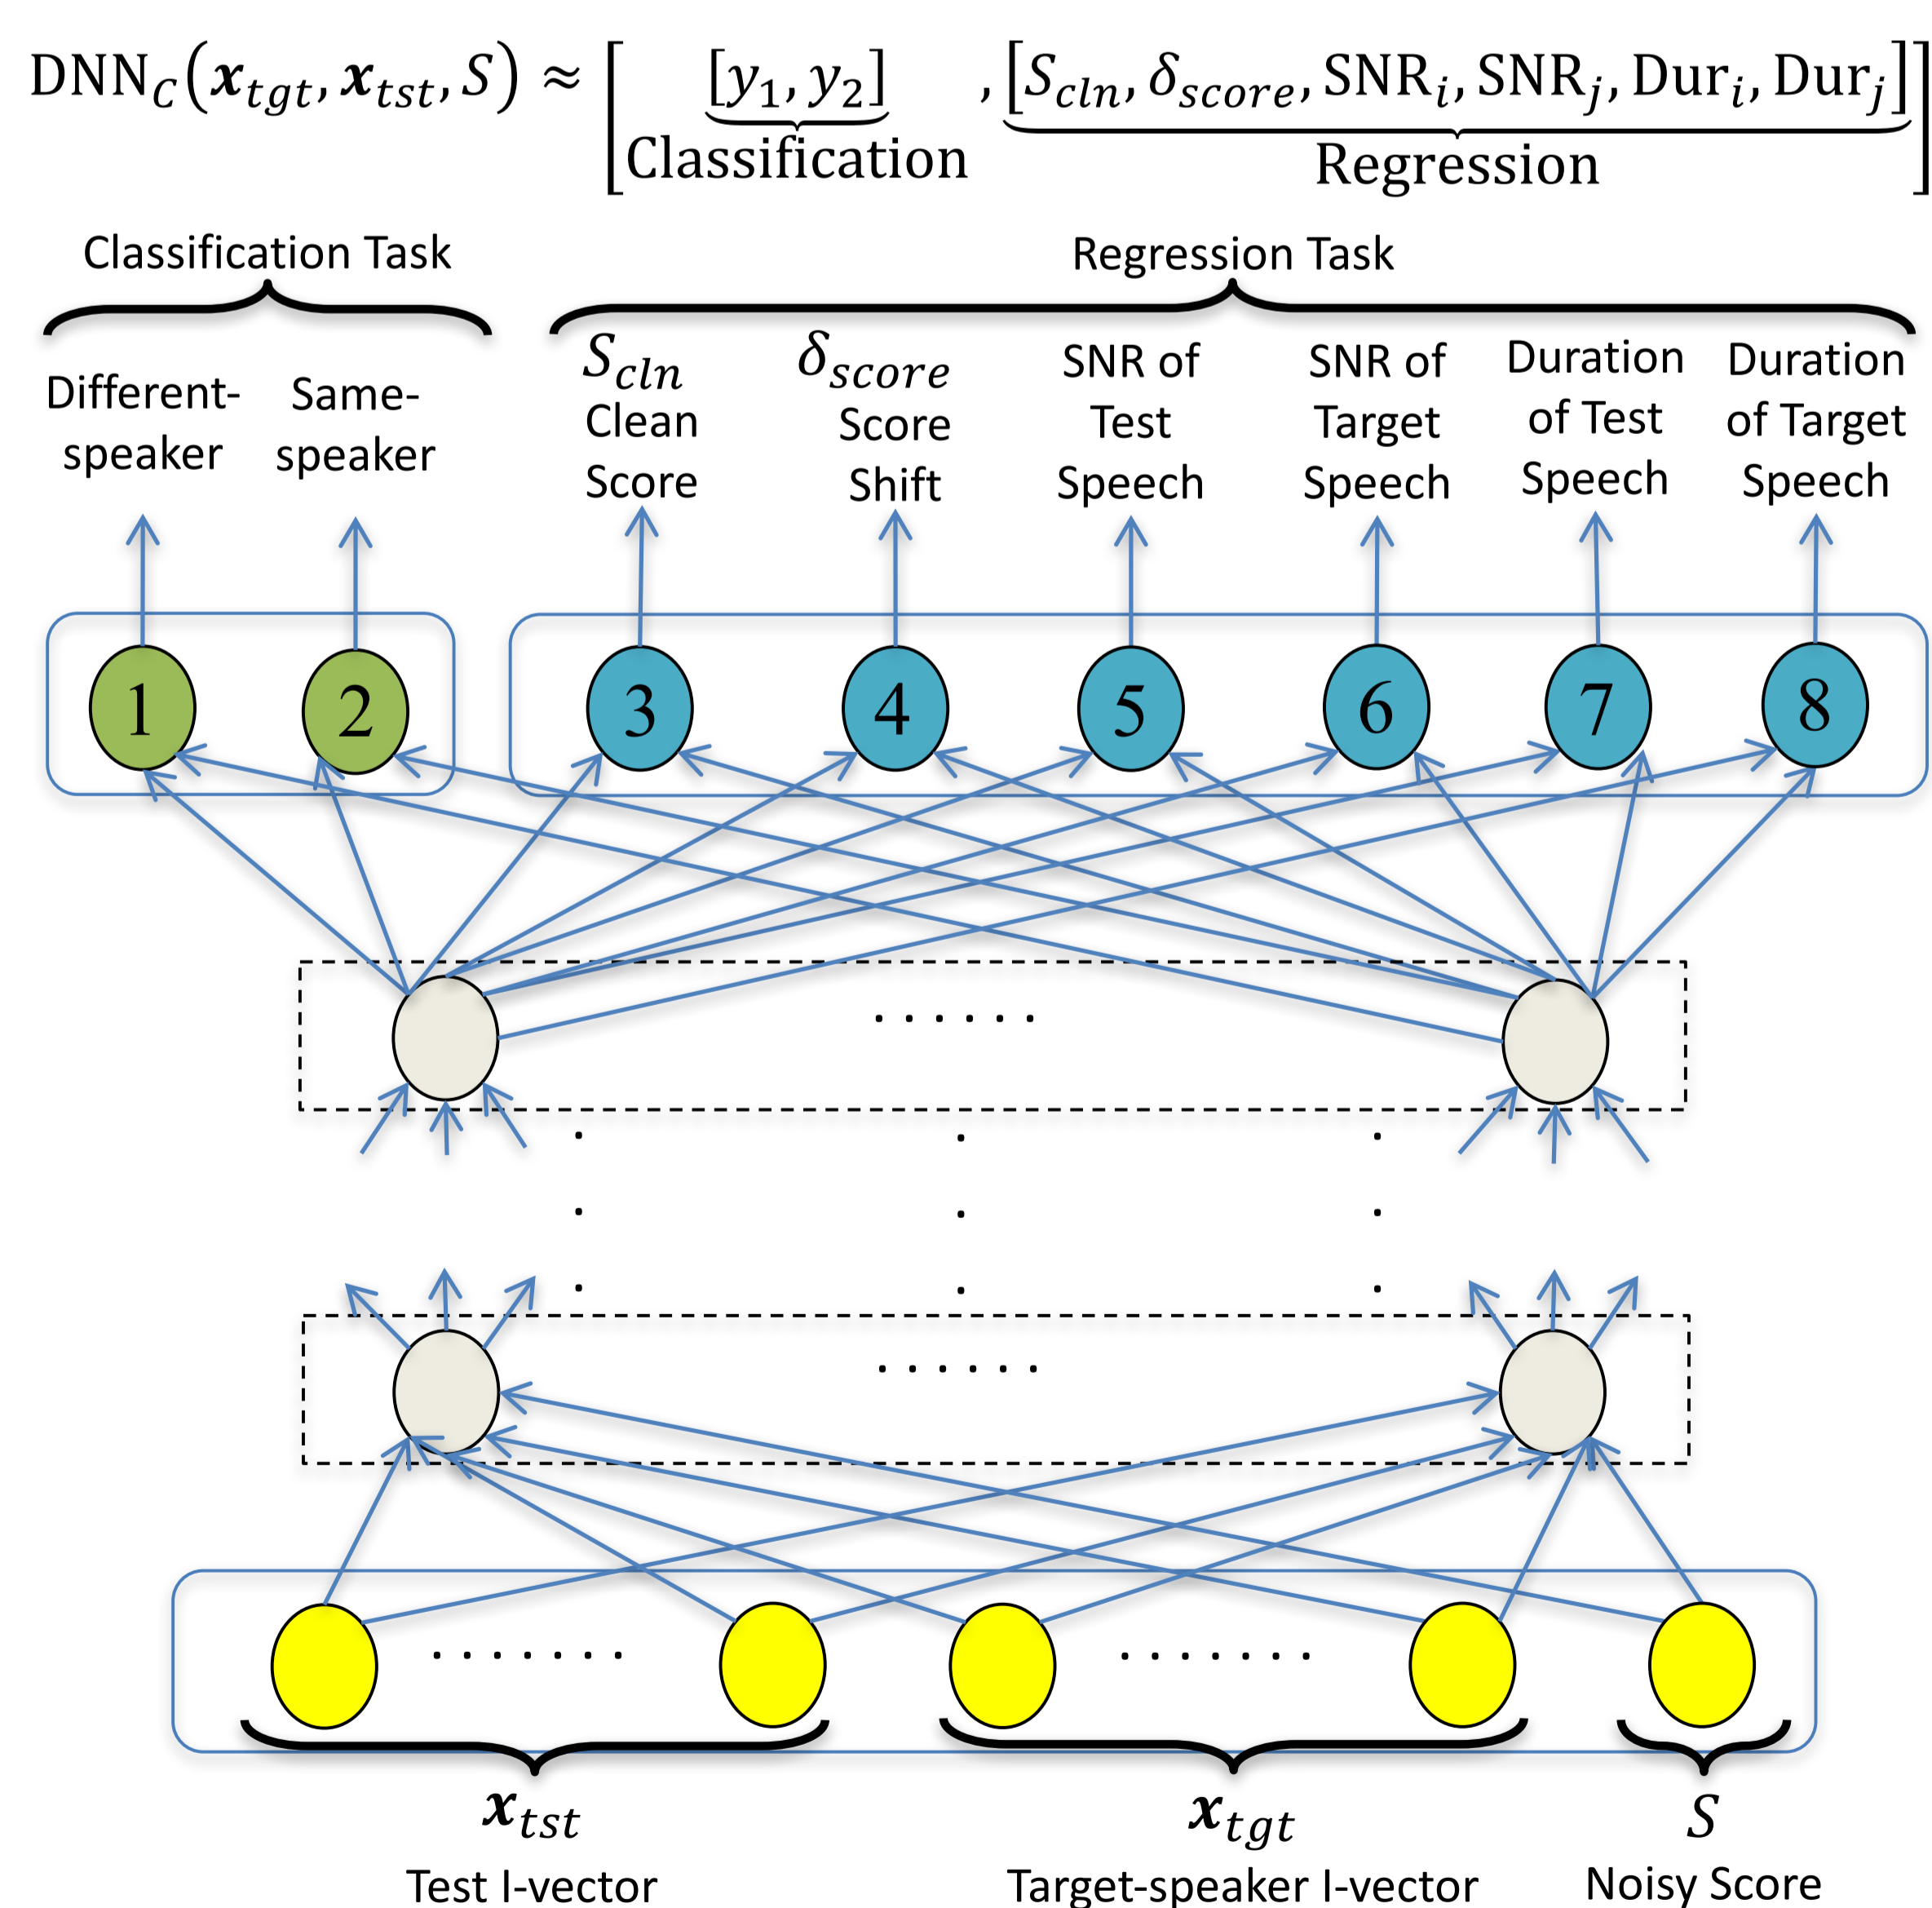 DNN_C(x_tgt, x_tst, S) ≈ [[y_1, y_2], [S_cln, δ_score, SNR_i, SNR_j, Dur_i, Dur_j]]
Classification
Regression
Classification Task
Regression Task
Different-
speaker
Same-
speaker
S_cln
Clean
Score
δ_score
Score
Shift
SNR of
Test
Speech
SNR of
Target
Speech
Duration
of Test
Speech
Duration
of Target
Speech
1 2 3 4 5 6 7 8
x_tst
Test I-vector
x_tgt
Target-speaker I-vector
S
Noisy Score